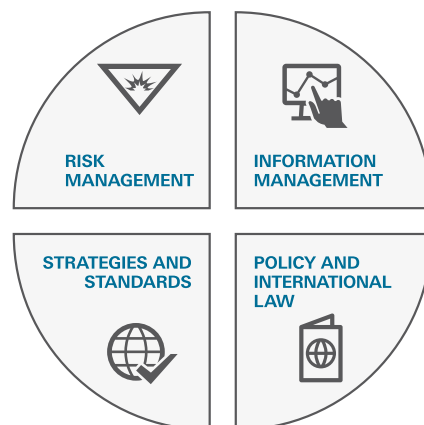 RISK
MANAGEMENT
INFORMATION
MANAGEMENT
STRATEGIES AND
STANDARDS
POLICY AND
INTERNATIONAL
LAW